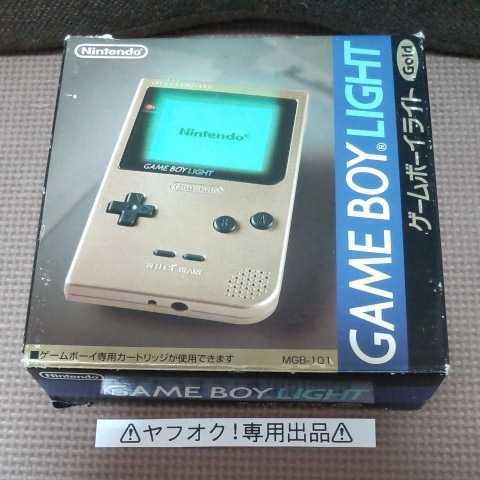 Nintendo
Nintendo®
GAME BOY LIGHT
SELECT START
B
A
■ゲームボーイ専用カートリッジが使用できます
MGB-101
GAME BOY® LIGHT
ゲームボーイライト
Gold
Nintendo
GAME BOY LIGHT
⚠ヤフオク!専用出品⚠